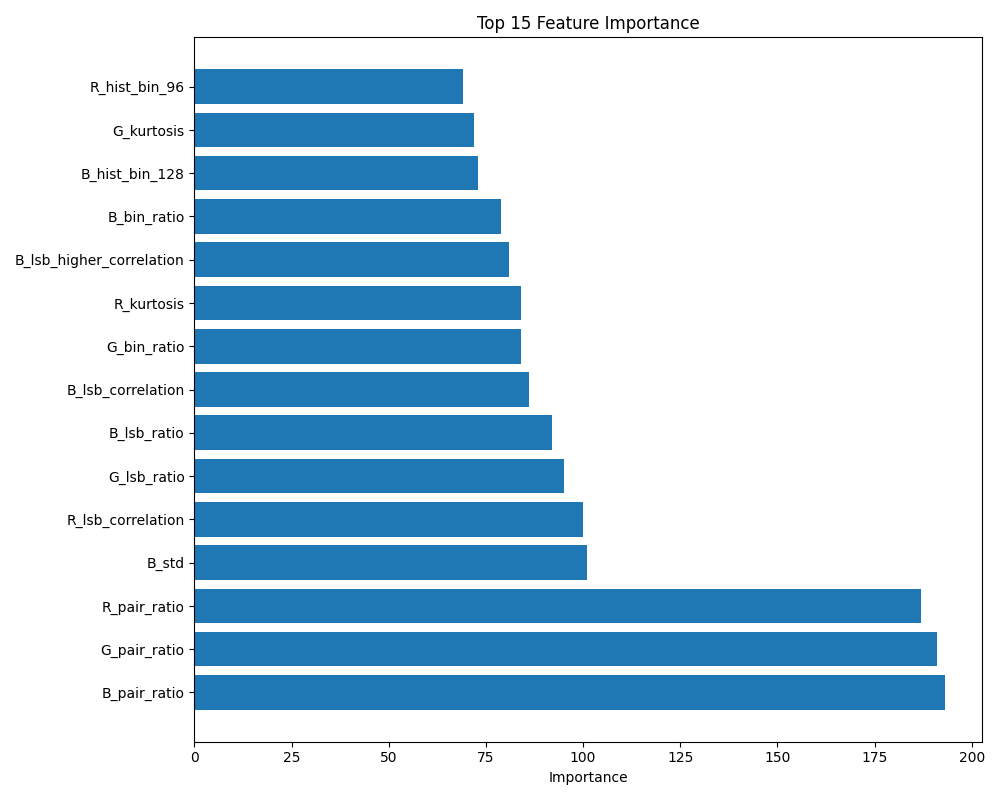 Top 15 Feature Importance
R_hist_bin_96
G_kurtosis
B_hist_bin_128
B_bin_ratio
B_lsb_higher_correlation
R_kurtosis
G_bin_ratio
B_lsb_correlation
B_lsb_ratio
G_lsb_ratio
R_lsb_correlation
B_std
R_pair_ratio
G_pair_ratio
B_pair_ratio
0 25 50 75 100 125 150 175 200
Importance